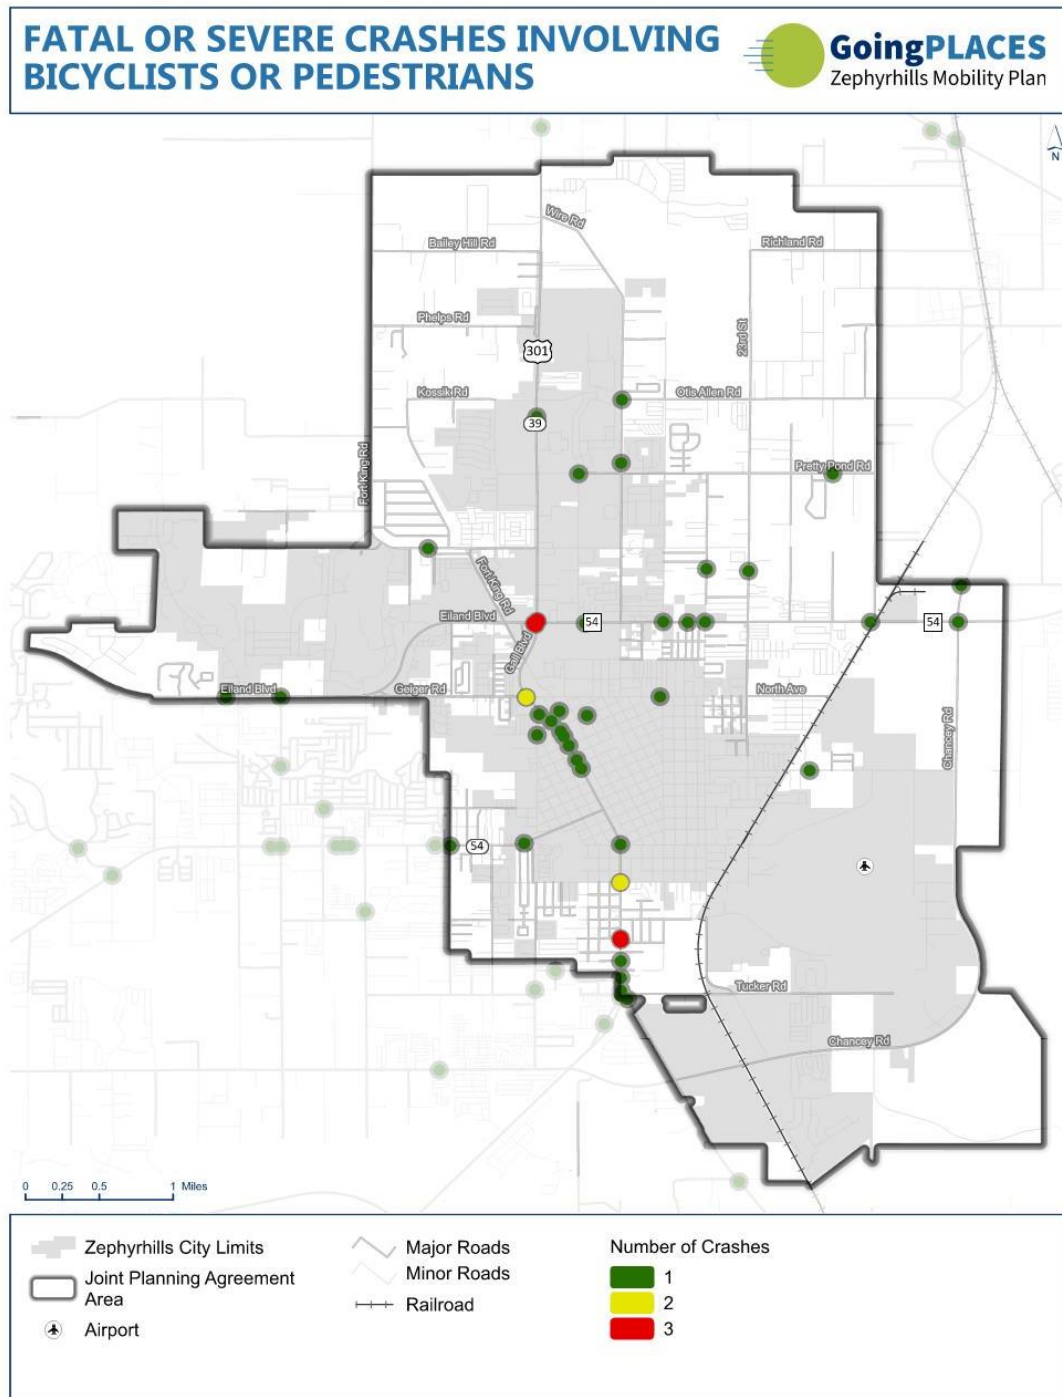 FATAL OR SEVERE CRASHES INVOLVING
BICYCLISTS OR PEDESTRIANS
GoingPLACES
Zephyrhills Mobility Plan
N
Wire Rd
Bailey Hill Rd
Richland Rd
Phelps Rd
23rd St
301
Kossik Rd
Otis Allen Rd
39
Fort King Rd
Pretty Pond Rd
Fort King Rd
Eiland Blvd
54
54
Gall Blvd
Eiland Blvd
Geiger Rd
North Ave
Chancey Rd
54
Tucker Rd
Chancey Rd
0 0.25 0.5 1 Miles
Zephyrhills City Limits
Joint Planning Agreement
Area
Airport
Major Roads
Minor Roads
Railroad
Number of Crashes
1
2
3